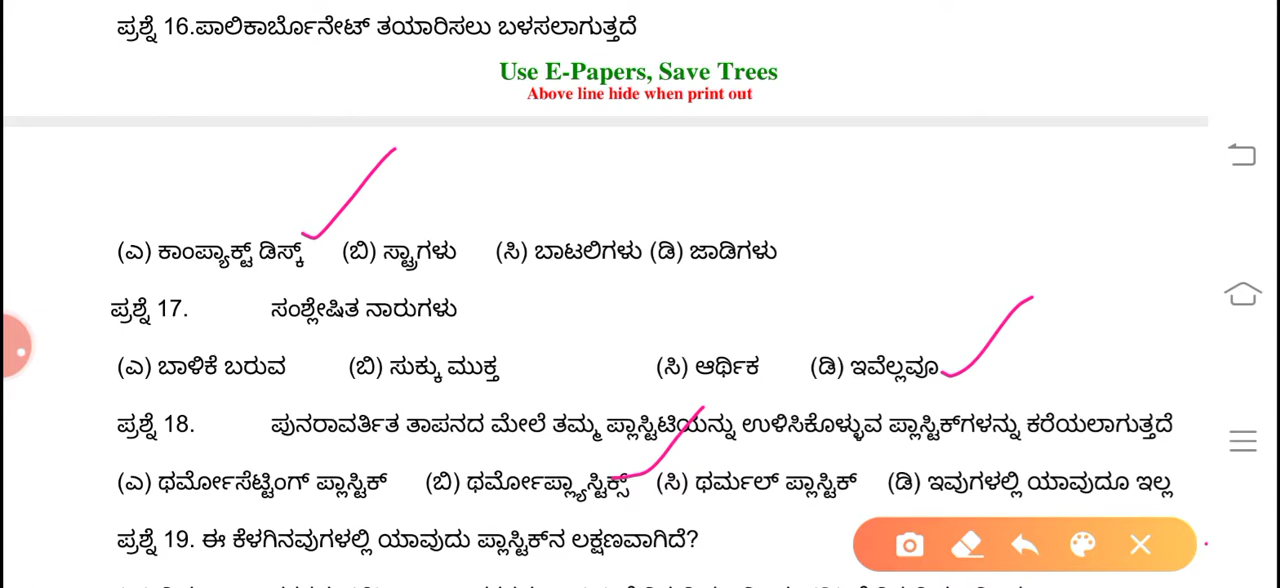 ಪ್ರಶ್ನೆ 16.ಪಾಲಿಕಾರ್ಬೊನೇಟ್ ತಯಾರಿಸಲು ಬಳಸಲಾಗುತ್ತದೆ
Use E-Papers, Save Trees
Above line hide when print out
(ಎ) ಕಾಂಪ್ಯಾಕ್ಟ್ ಡಿಸ್ಕ್ (ಬಿ) ಸ್ಟ್ರಾಗಳು (ಸಿ) ಬಾಟಲಿಗಳು (ಡಿ) ಜಾಡಿಗಳು
ಪ್ರಶ್ನೆ 17. ಸಂಶ್ಲೇಷಿತ ನಾರುಗಳು
(ಎ) ಬಾಳಿಕೆ ಬರುವ (ಬಿ) ಸುಕ್ಕು ಮುಕ್ತ (ಸಿ) ಆರ್ಥಿಕ (ಡಿ) ಇವೆಲ್ಲವೂ
ಪ್ರಶ್ನೆ 18. ಪುನರಾವರ್ತಿತ ತಾಪನದ ಮೇಲೆ ತಮ್ಮ ಪ್ಲಾಸ್ಟಿಟಿಯನ್ನು ಉಳಿಸಿಕೊಳ್ಳುವ ಪ್ಲಾಸ್ಟಿಕ್‌ಗಳನ್ನು ಕರೆಯಲಾಗುತ್ತದೆ
(ಎ) ಥರ್ಮೋಸೆಟ್ಟಿಂಗ್ ಪ್ಲಾಸ್ಟಿಕ್ (ಬಿ) ಥರ್ಮೋಪ್ಲ್ಯಾಸ್ಟಿಕ್ಸ್ (ಸಿ) ಥರ್ಮಲ್ ಪ್ಲಾಸ್ಟಿಕ್ (ಡಿ) ಇವುಗಳಲ್ಲಿ ಯಾವುದೂ ಇಲ್ಲ
ಪ್ರಶ್ನೆ 19. ಈ ಕೆಳಗಿನವುಗಳಲ್ಲಿ ಯಾವುದು ಪ್ಲಾಸ್ಟಿಕ್‌ನ ಲಕ್ಷಣವಾಗಿದೆ?